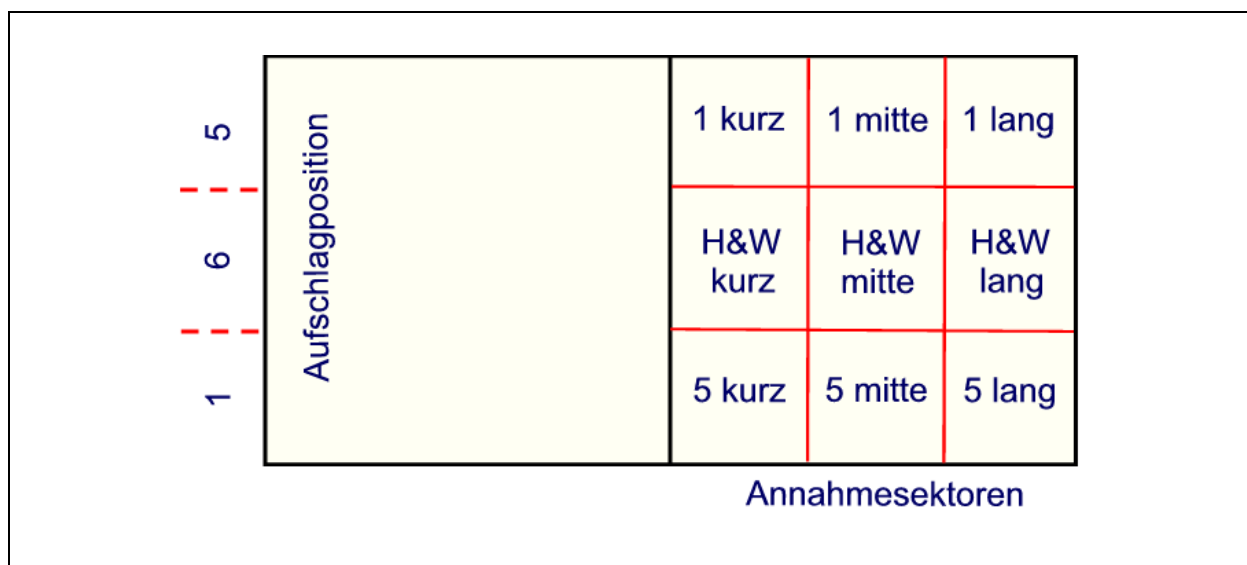 5
6
1
Aufschlagposition
1 kurz
1 mitte
1 lang
H&W
kurz
H&W
mitte
H&W
lang
5 kurz
5 mitte
5 lang
Annahmesektoren